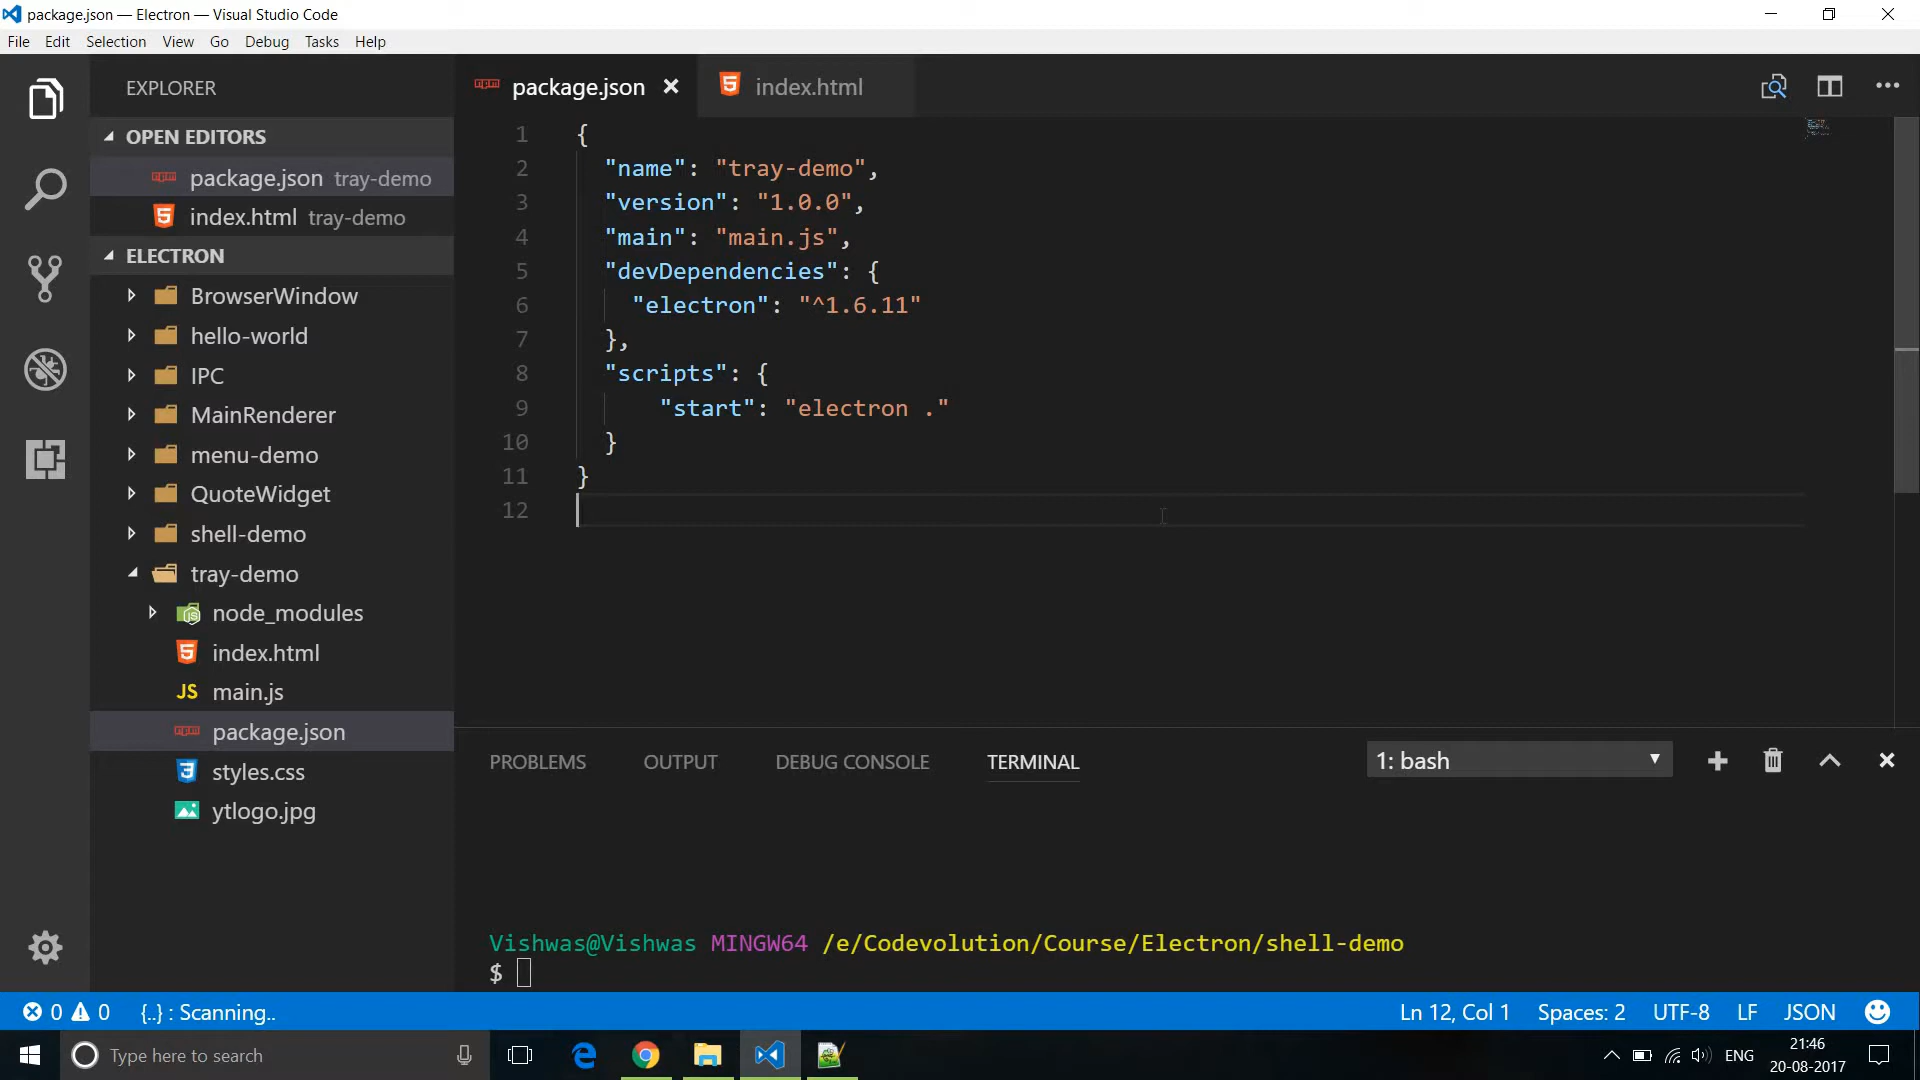 package.json — Electron — Visual Studio Code
File Edit Selection View Go Debug Tasks Help
EXPLORER
OPEN EDITORS
package.json tray-demo
index.html tray-demo
ELECTRON
BrowserWindow
hello-world
IPC
MainRenderer
menu-demo
QuoteWidget
shell-demo
tray-demo
node_modules
index.html
JS main.js
package.json
styles.css
ytlogo.jpg
package.json index.html
1 {
2 "name": "tray-demo",
3 "version": "1.0.0",
4 "main": "main.js",
5 "devDependencies": {
6 "electron": "^1.6.11"
7 },
8 "scripts": {
9 "start": "electron ."
10 }
11 }
12
PROBLEMS OUTPUT DEBUG CONSOLE TERMINAL 1: bash
Vishwas@Vishwas MINGW64 /e/Codevolution/Course/Electron/shell-demo
$
0 0 {..} : Scanning.. Ln 12, Col 1 Spaces: 2 UTF-8 LF JSON
Type here to search ENG 21:46
20-08-2017